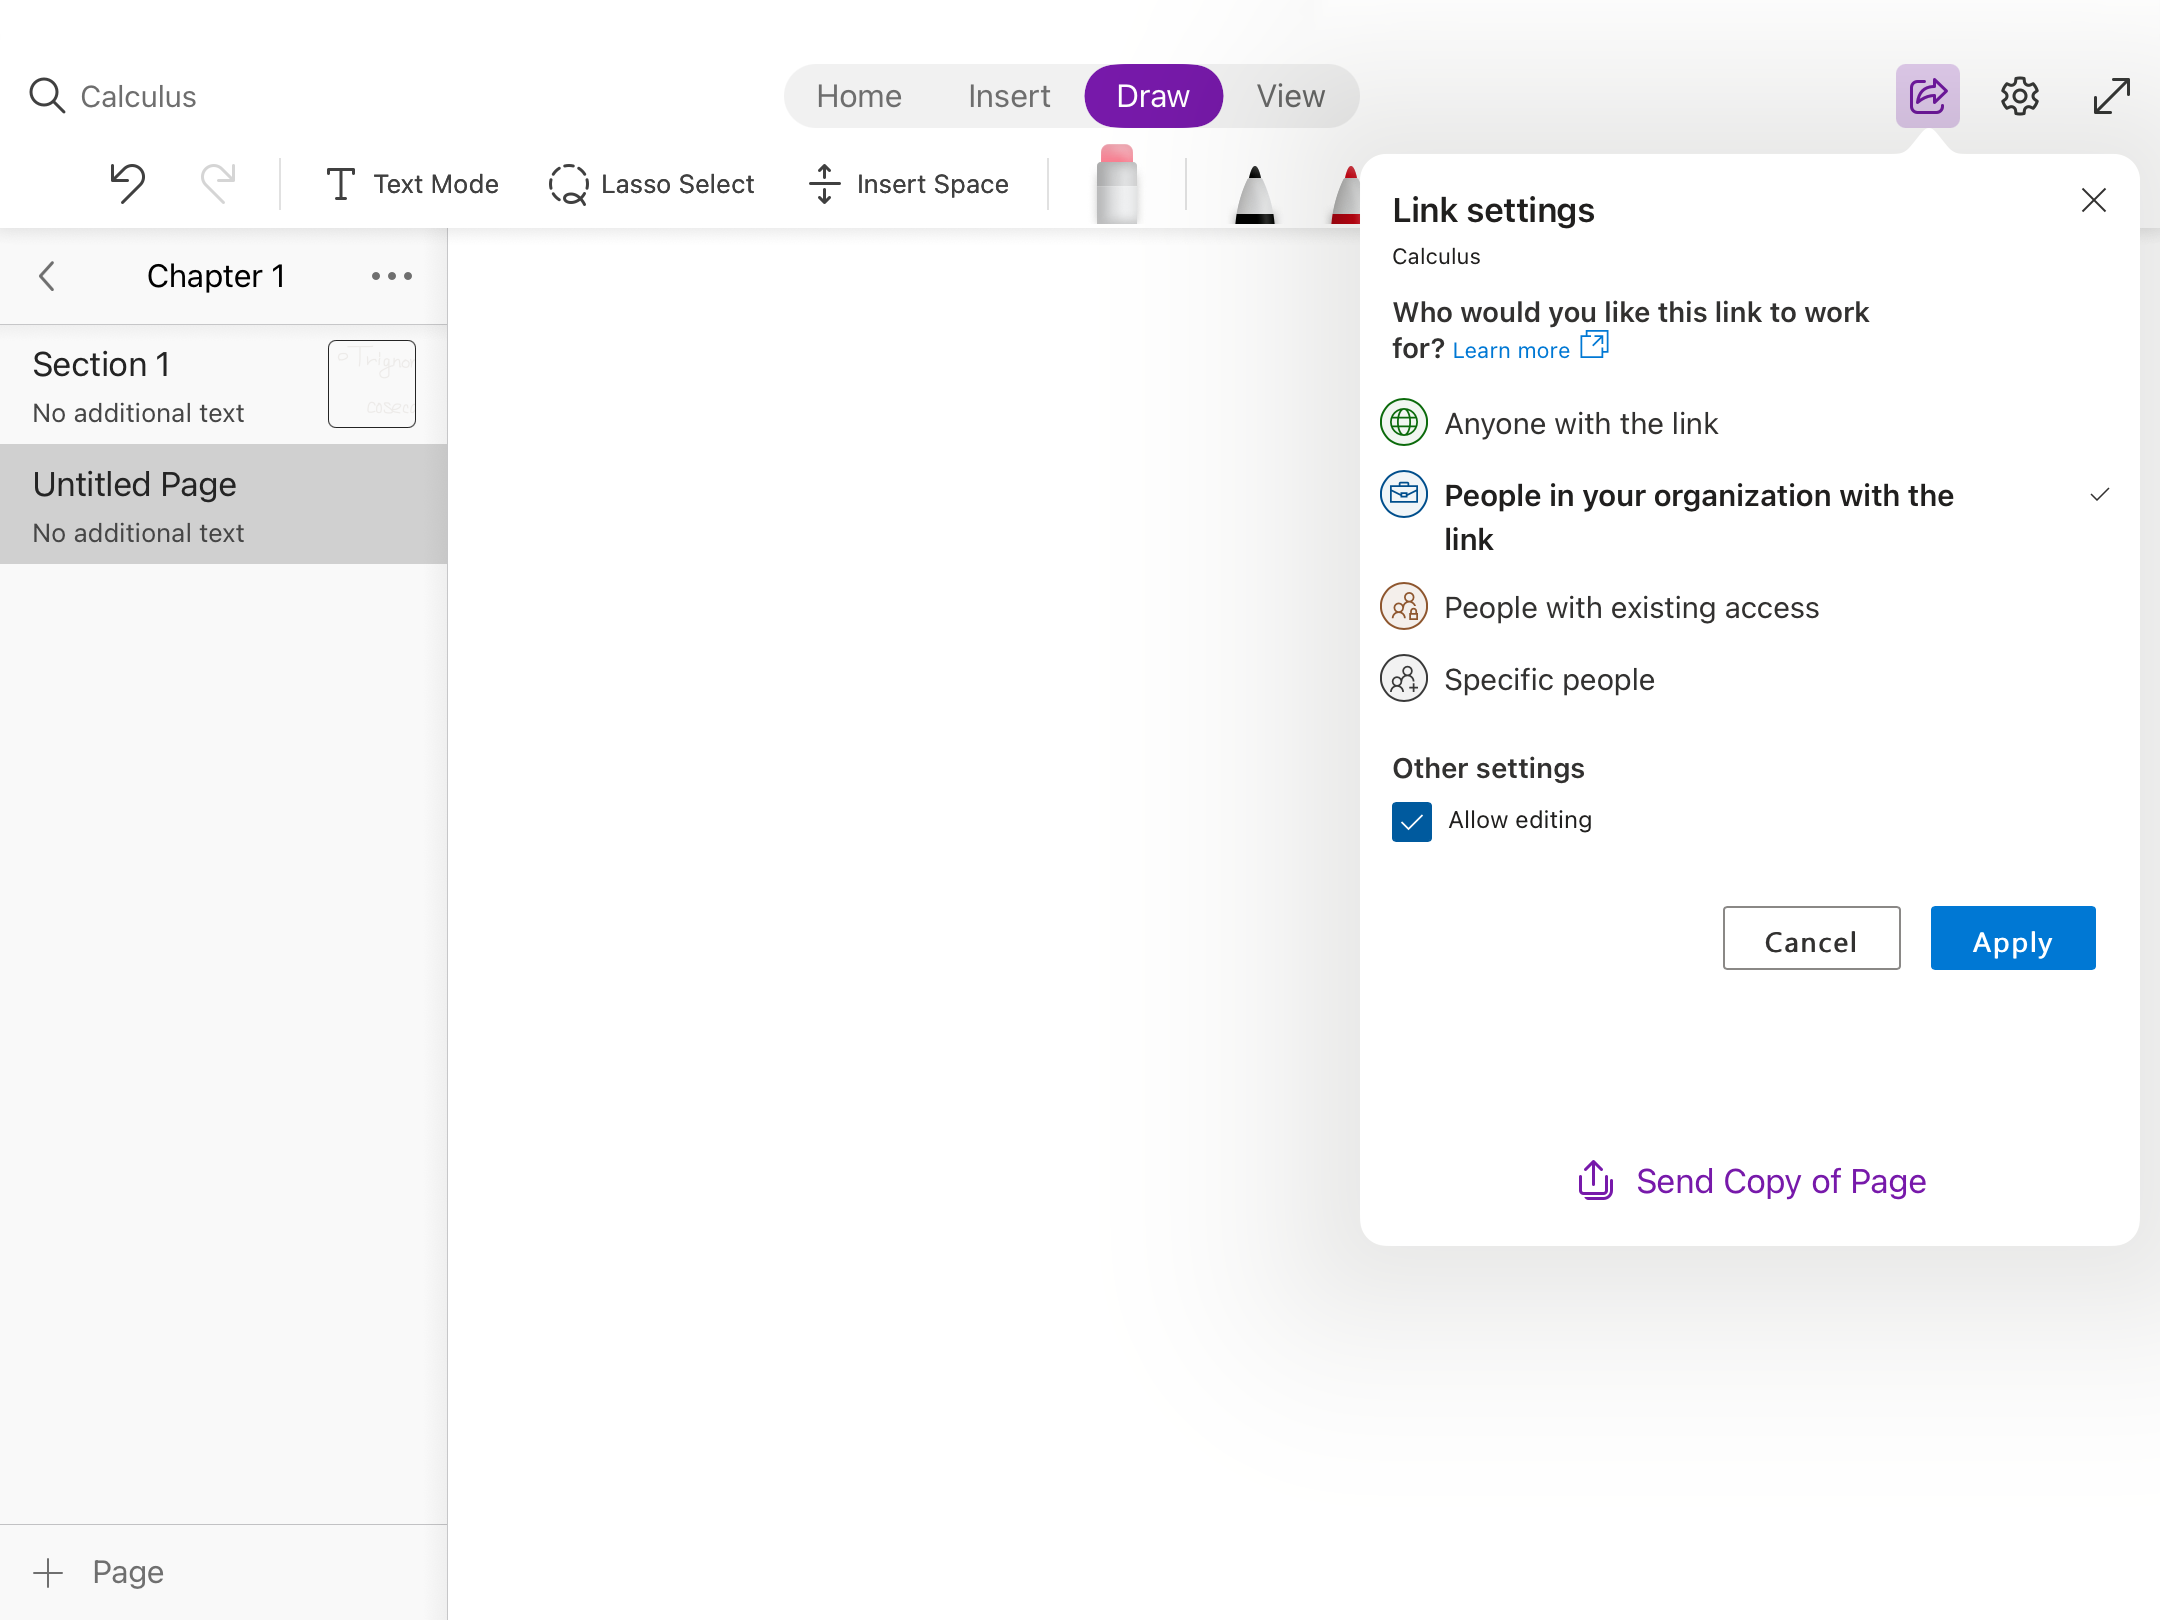 Calculus
Home Insert Draw View
Text Mode Lasso Select Insert Space
Chapter 1
Section 1
No additional text
Untitled Page
No additional text
Page
Link settings
Calculus
Who would you like this link to work
for? Learn more
Anyone with the link
People in your organization with the
link
People with existing access
Specific people
Other settings
Allow editing
Cancel Apply
Send Copy of Page